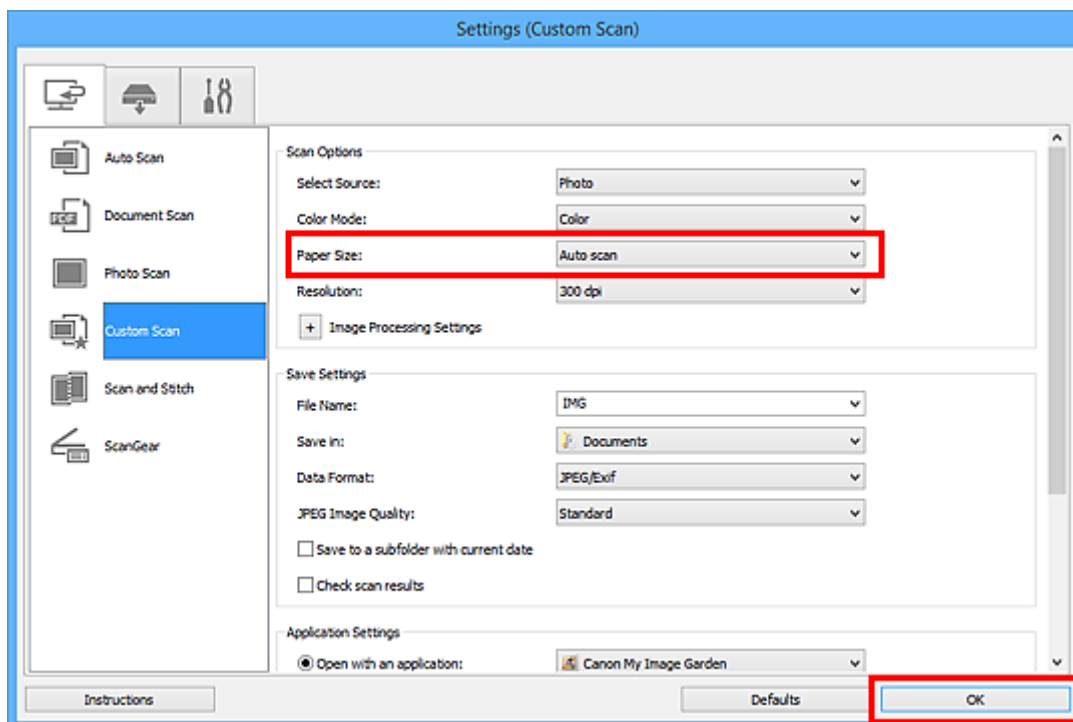 Settings (Custom Scan)
Auto Scan
PDF
Document Scan
Photo Scan
Custom Scan
Scan and Stitch
ScanGear
Scan Options
Select Source: Photo
Color Mode: Color
Paper Size: Auto scan
Resolution: 300 dpi
+ Image Processing Settings
Save Settings
File Name: IMG
Save in: Documents
Data Format: JPEG/Exif
JPEG Image Quality: Standard
Save to a subfolder with current date
Check scan results
Application Settings
Open with an application: Canon My Image Garden
Instructions Defaults OK